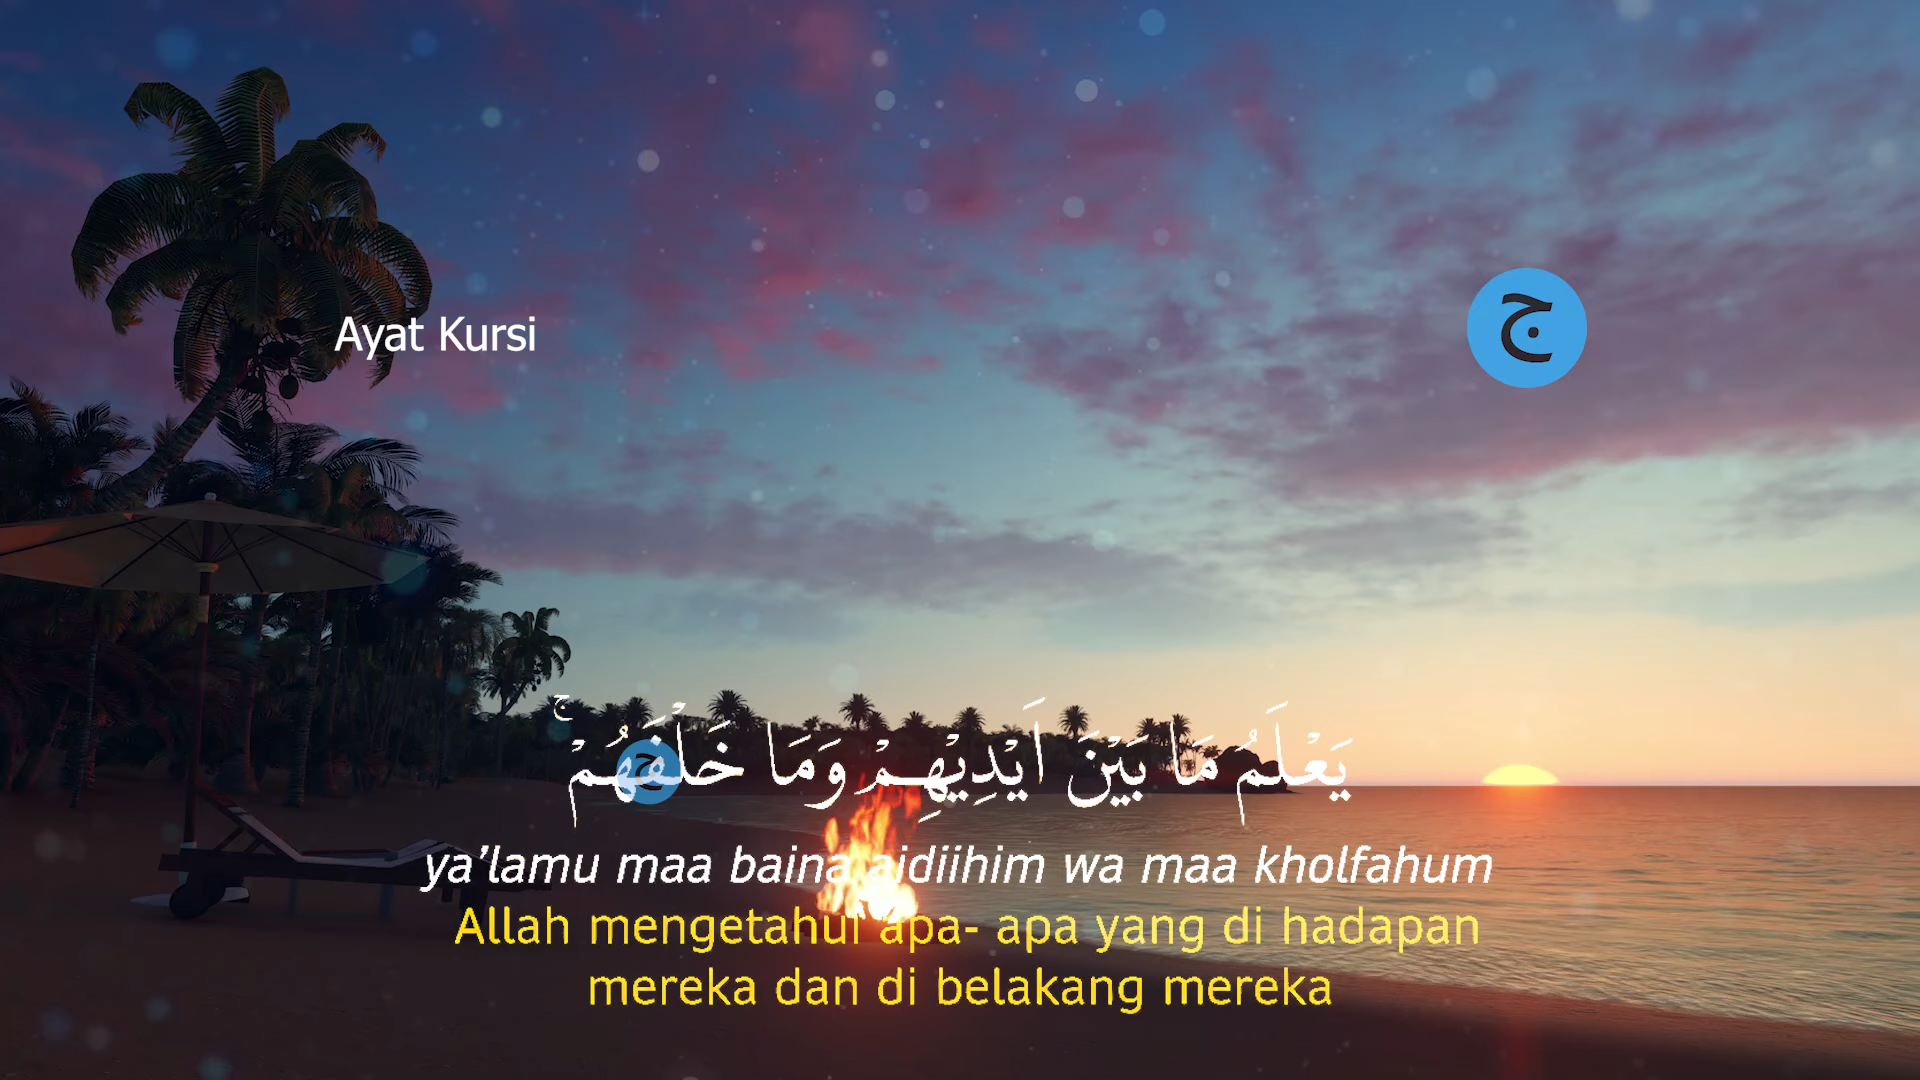 Ayat Kursi
ج
يَعْلَمُ مَا بَيْنَ اَيْدِيْهِمْ وَمَا خَلْفَهُمْۚ
ج
ya’lamu maa baina aidiihim wa maa kholfahum
Allah mengetahui apa- apa yang di hadapan
mereka dan di belakang mereka